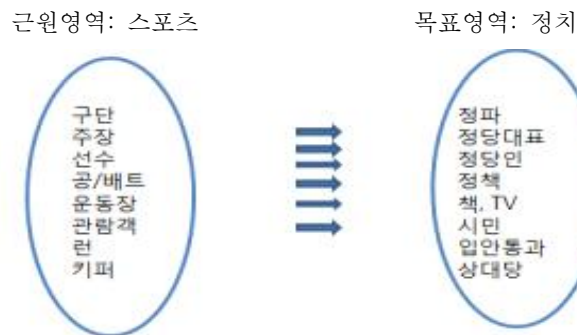 근원영역: 스포츠
목표영역: 정치
구단
주장
선수
공/배트
운동장
관람객
런
키퍼
정파
정당대표
정당인
정책
책, TV
시민
입안통과
상대당